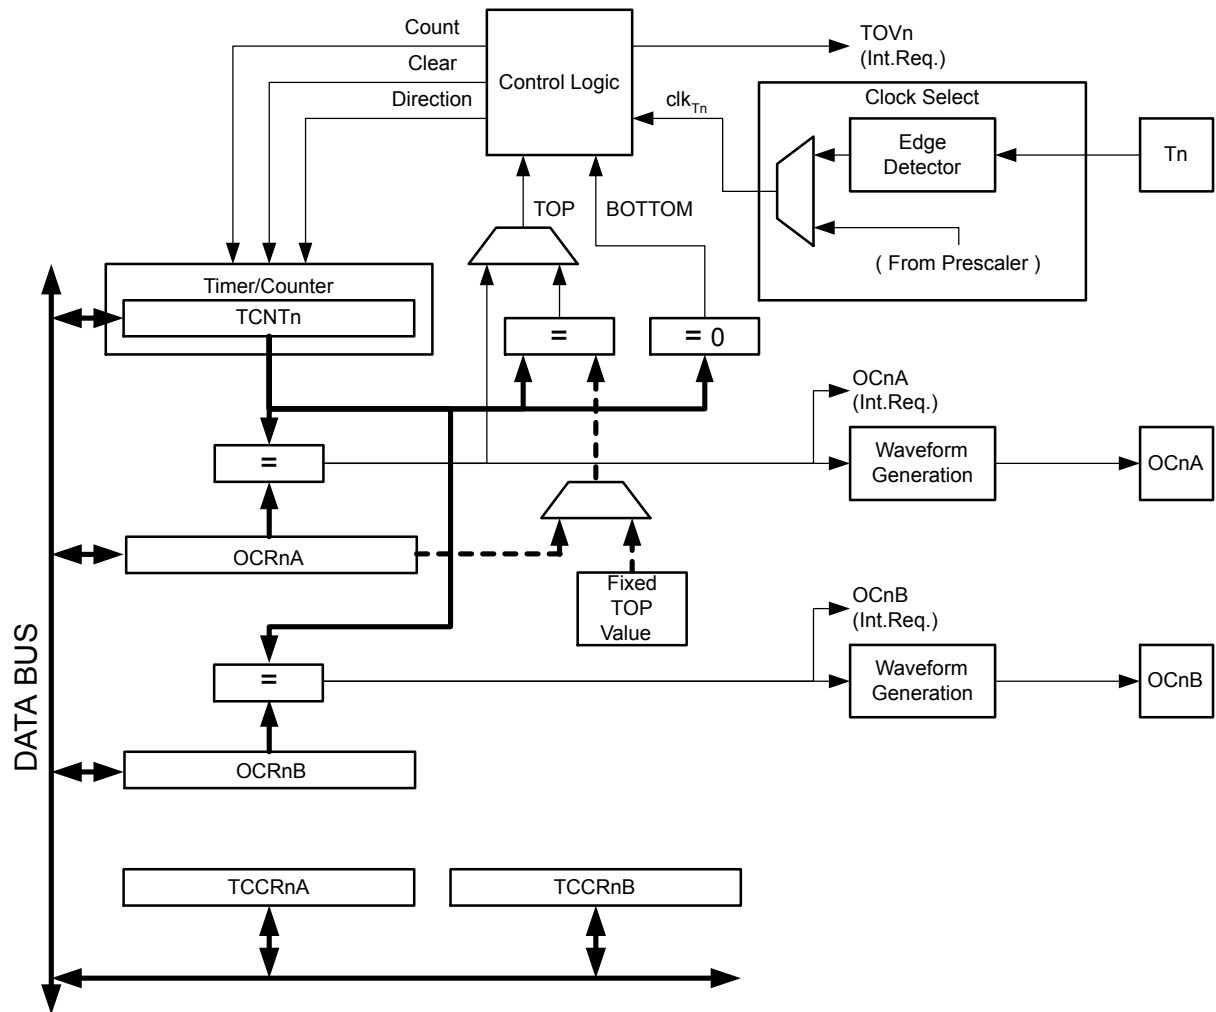 Count
TOVn
(Int.Req.)
Clear
Control Logic
Clock Select
Direction
clkTn
Edge
Detector
Tn
TOP
BOTTOM
( From Prescaler )
Timer/Counter
TCNTn
=
= 0
OCnA
(Int.Req.)
=
Waveform
Generation
OCnA
OCRnA
Fixed
TOP
Value
OCnB
(Int.Req.)
DATA BUS
=
Waveform
Generation
OCnB
OCRnB
TCCRnA
TCCRnB